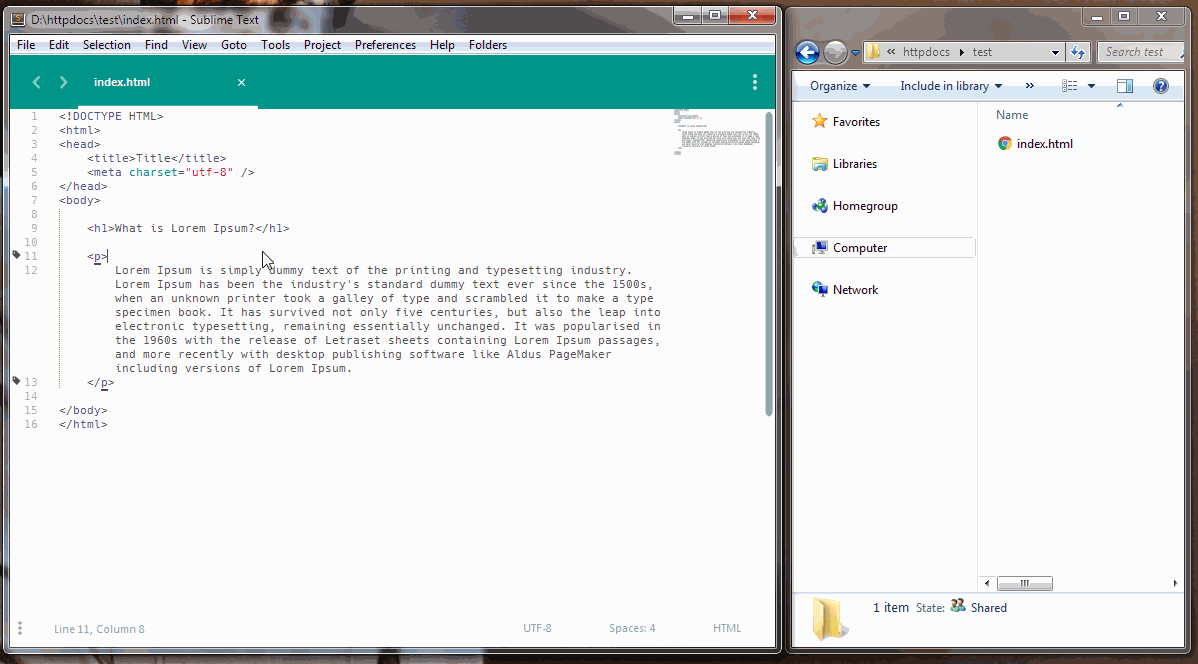 D:\httpdocs\test\index.html - Sublime Text
File Edit Selection Find View Goto Tools Project Preferences Help Folders
index.html
1 <!DOCTYPE HTML>
2 <html>
3 <head>
4 <title>Title</title>
5 <meta charset="utf-8" />
6 </head>
7 <body>
8
9 <h1>What is Lorem Ipsum?</h1>
10
11 <p>
12 Lorem Ipsum is simply dummy text of the printing and typesetting industry.
Lorem Ipsum has been the industry's standard dummy text ever since the 1500s,
when an unknown printer took a galley of type and scrambled it to make a type
specimen book. It has survived not only five centuries, but also the leap into
electronic typesetting, remaining essentially unchanged. It was popularised in
the 1960s with the release of Letraset sheets containing Lorem Ipsum passages,
and more recently with desktop publishing software like Aldus PageMaker
including versions of Lorem Ipsum.
13 </p>
14
15 </body>
16 </html>
Line 11, Column 8 UTF-8 Spaces: 4 HTML
« httpdocs test Search test
Organize Include in library »
Favorites
Libraries
Homegroup
Computer
Network
Name
index.html
1 item State: Shared